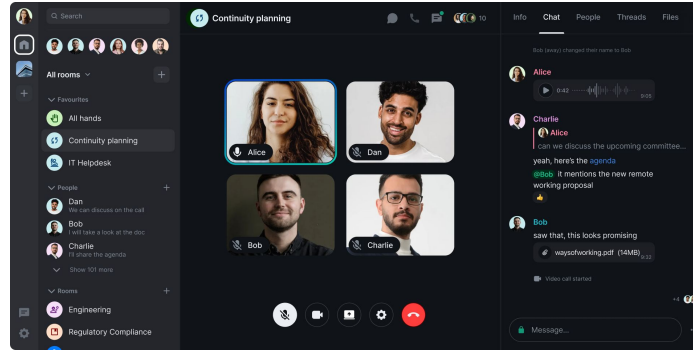 Search
All rooms
Favourites
All hands
Continuity planning
IT Helpdesk
People
Dan
We can discuss on the call
Bob
I will take a look at the doc
Charlie
I'll share the agenda
Show 101 more
Rooms
Engineering
Regulatory Compliance
Continuity planning
10
Alice
Dan
Bob
Charlie
Info Chat People Threads Files
Bob (away) changed their name to Bob
Alice
0:42
9:05
Charlie
Alice
can we discuss the upcoming committee...
yeah, here's the agenda
@Bob it mentions the new remote
working proposal
Bob
saw that, this looks promising
waysofworking.pdf (14MB)
9:32
Video call started
+4
Message...